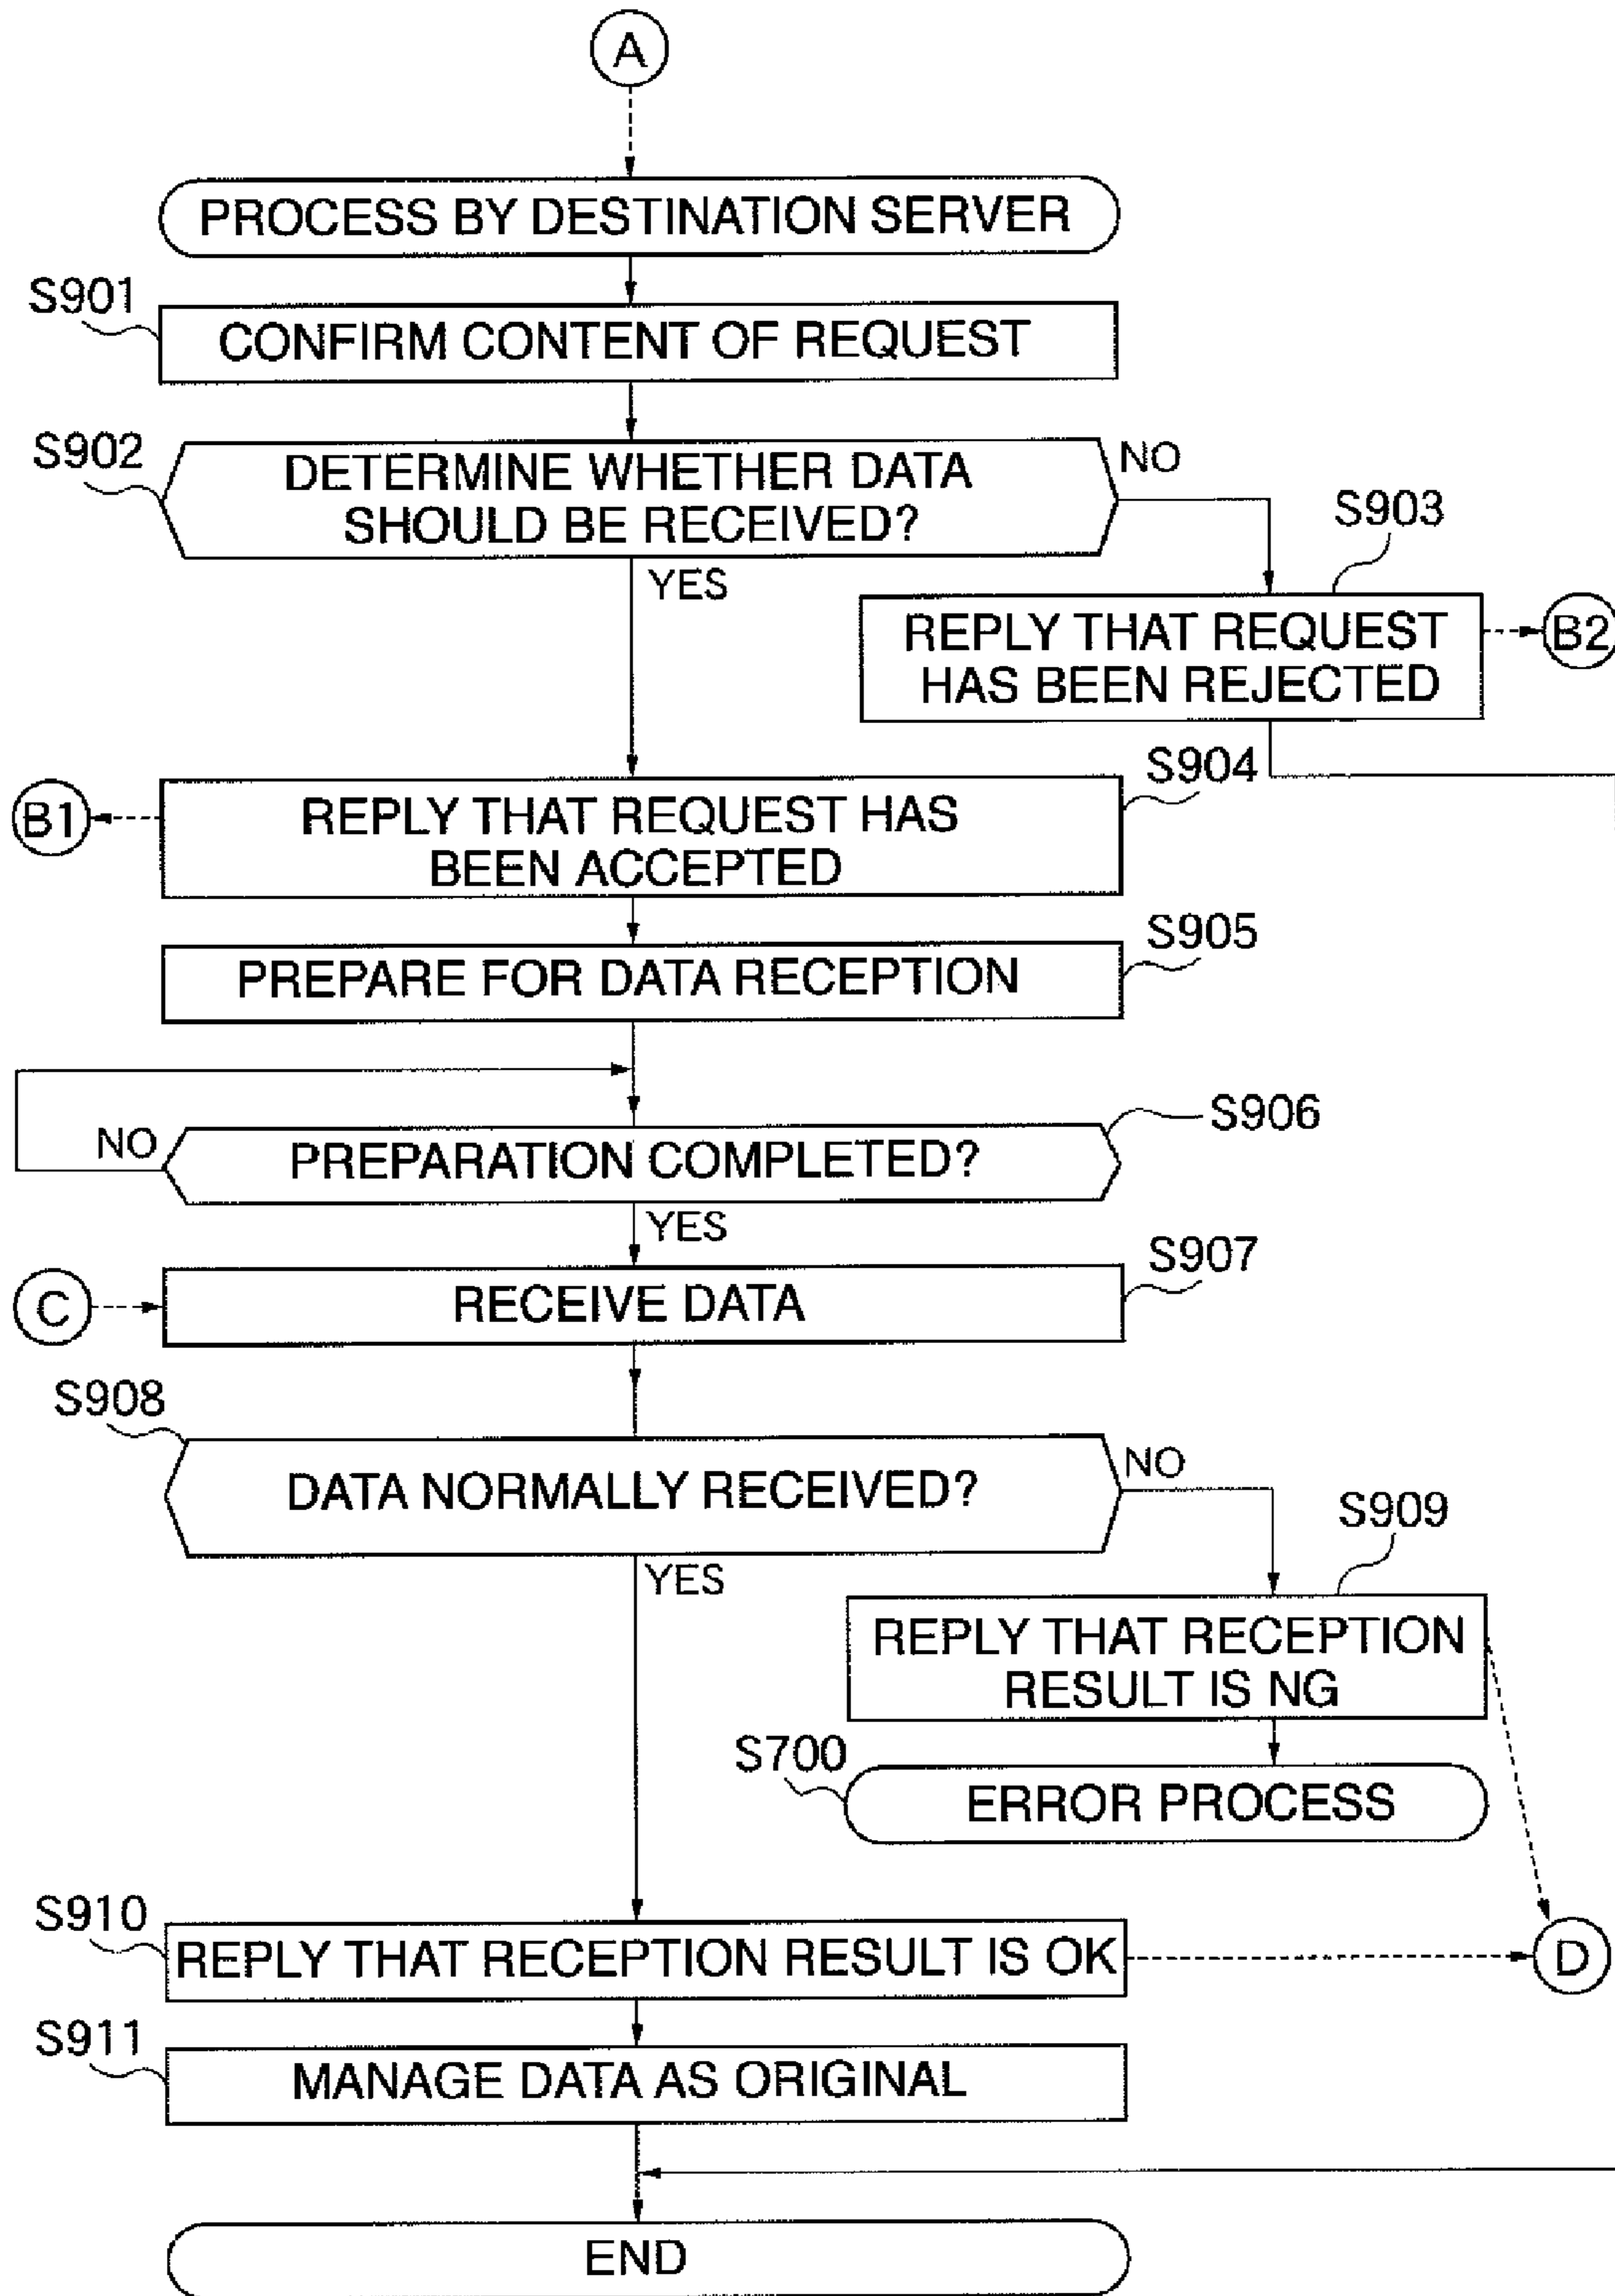 A
PROCESS BY DESTINATION SERVER
S901
CONFIRM CONTENT OF REQUEST
S902
DETERMINE WHETHER DATA
SHOULD BE RECEIVED?
NO
YES
S903
REPLY THAT REQUEST
HAS BEEN REJECTED
B2
S904
B1
REPLY THAT REQUEST HAS
BEEN ACCEPTED
S905
PREPARE FOR DATA RECEPTION
S906
NO
PREPARATION COMPLETED?
YES
S907
C
RECEIVE DATA
S908
DATA NORMALLY RECEIVED?
NO
YES
S909
REPLY THAT RECEPTION
RESULT IS NG
S700
ERROR PROCESS
S910
REPLY THAT RECEPTION RESULT IS OK
D
S911
MANAGE DATA AS ORIGINAL
END